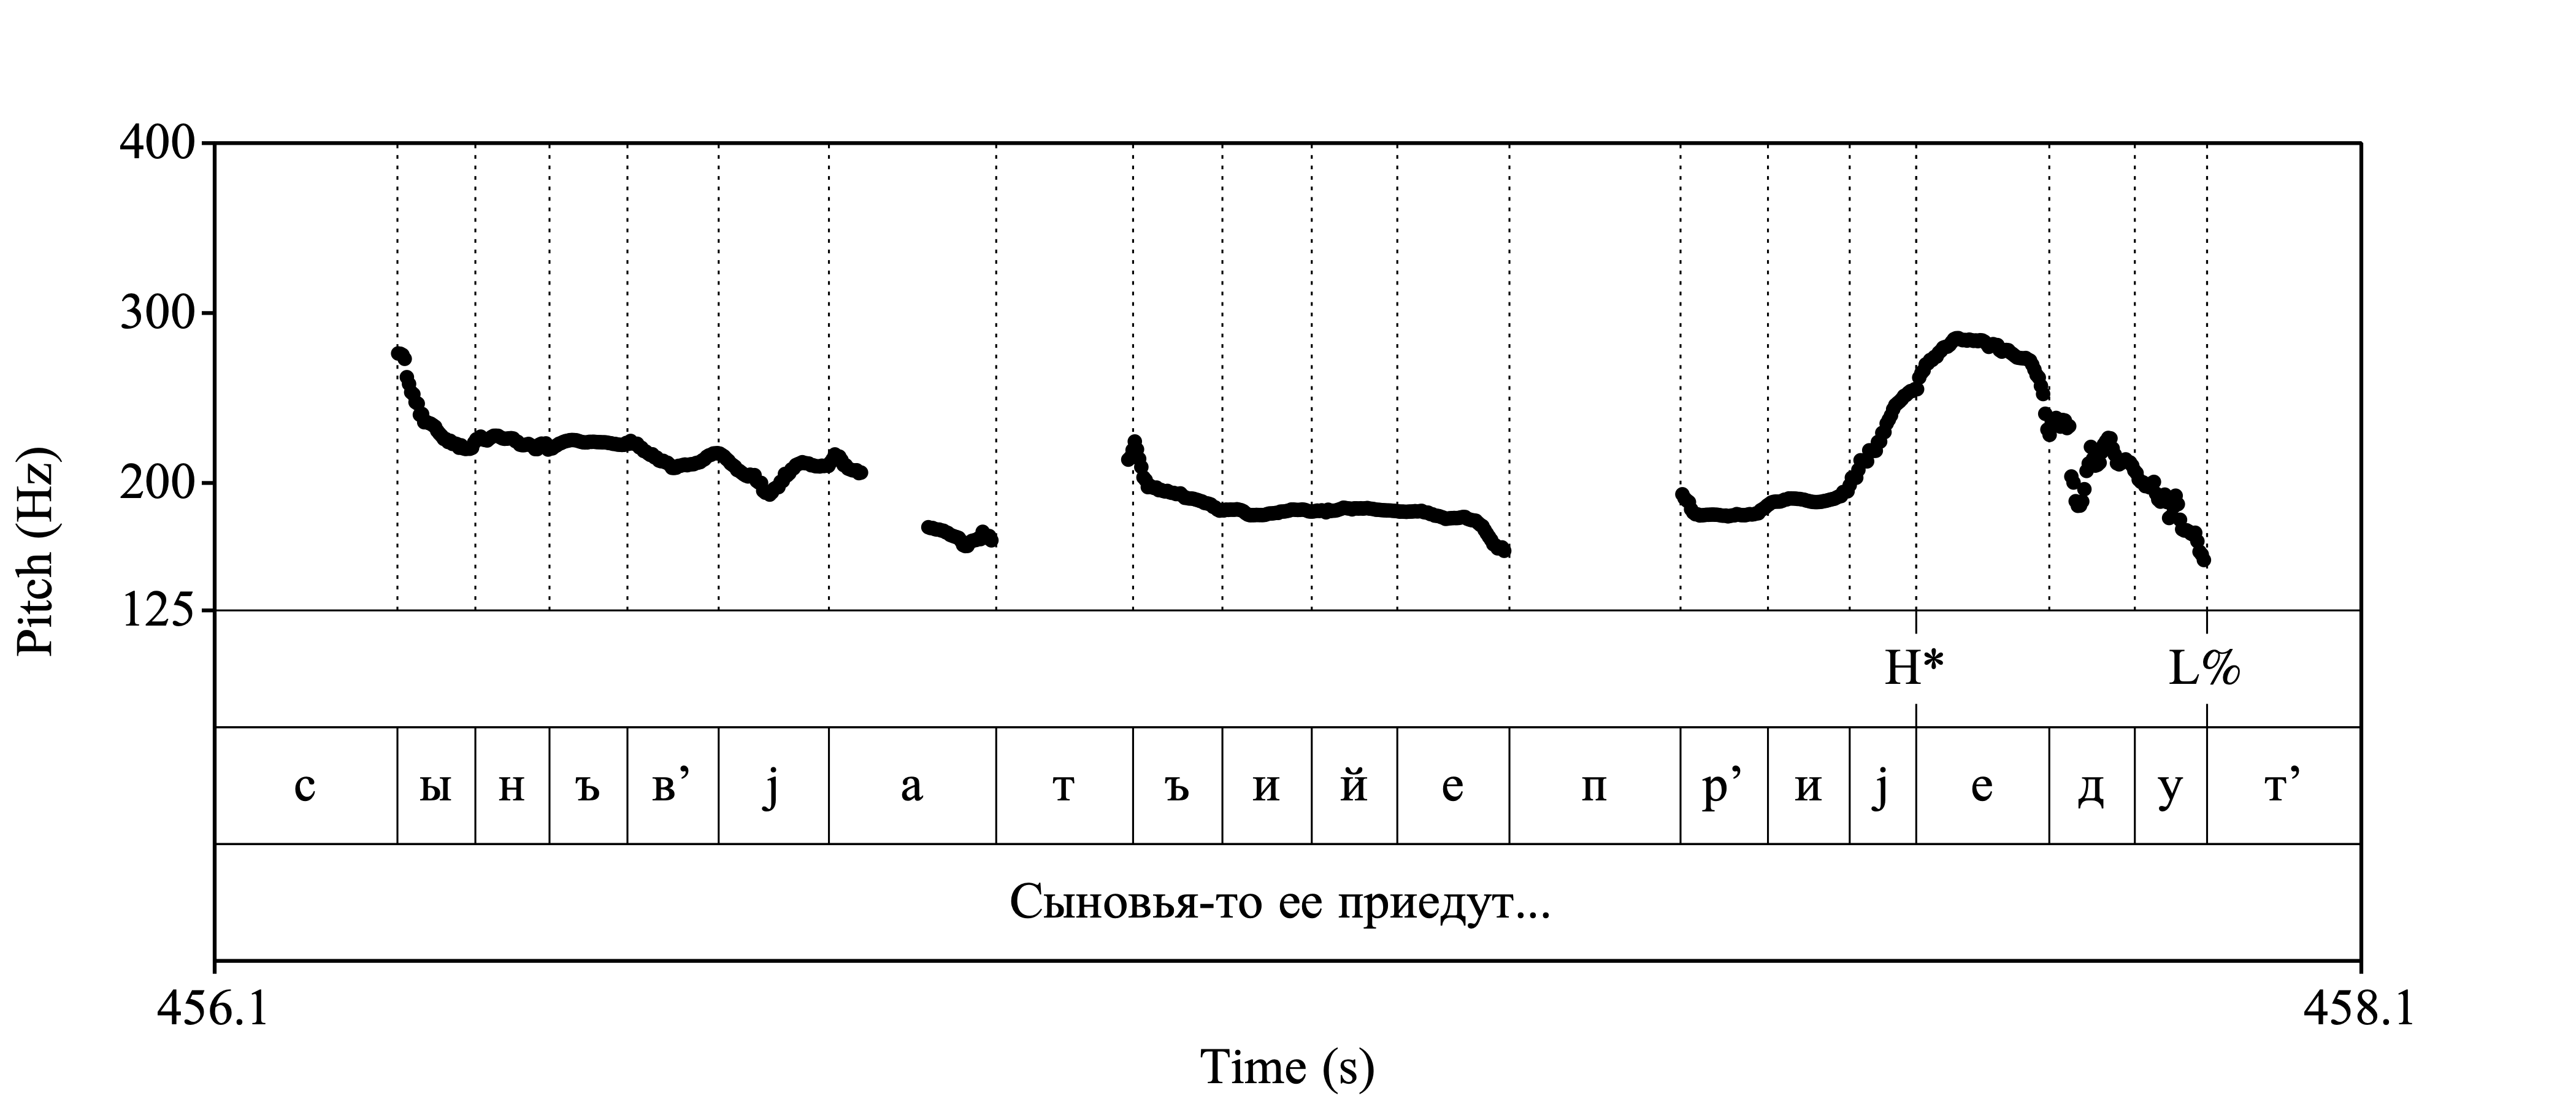 400
300
200
125
Pitch (Hz)
H* L%
с ы н ъ в’ j а т ъ и й е п р’ и j е д у т’
Сыновья-то ее приедут...
456.1 458.1
Time (s)